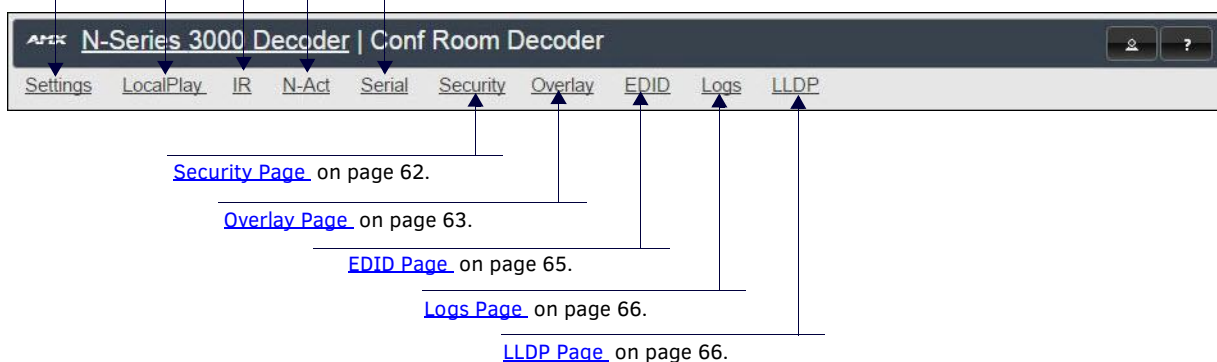 AMX N-Series 3000 Decoder | Conf Room Decoder ?
Settings LocalPlay IR N-Act Serial Security Overlay EDID Logs LLDP
Security Page on page 62.
Overlay Page on page 63.
EDID Page on page 65.
Logs Page on page 66.
LLDP Page on page 66.